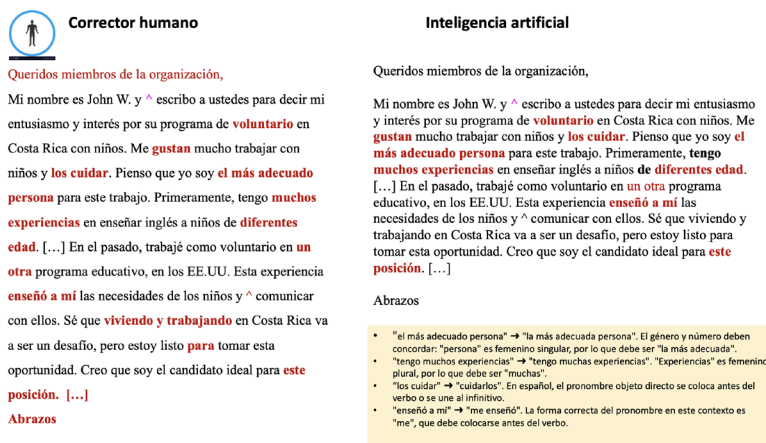 Corrector humano
Queridos miembros de la organización,
Mi nombre es John W. y ^ escribo a ustedes para decir mi
entusiasmo y interés por su programa de voluntario en
Costa Rica con niños. Me gustan mucho trabajar con
niños y los cuidar. Pienso que yo soy el más adecuado
persona para este trabajo. Primeramente, tengo muchos
experiencias en enseñar inglés a niños de diferentes
edad. […] En el pasado, trabajé como voluntario en un
otra programa educativo, en los EE.UU. Esta experiencia
enseñó a mí las necesidades de los niños y ^ comunicar
con ellos. Sé que viviendo y trabajando en Costa Rica va
a ser un desafío, pero estoy listo para tomar esta
oportunidad. Creo que soy el candidato ideal para este
posición. […]
Abrazos
Inteligencia artificial
Queridos miembros de la organización,
Mi nombre es John W. y ^ escribo a ustedes para decir mi entusiasmo
y interés por su programa de voluntario en Costa Rica con niños. Me
gustan mucho trabajar con niños y los cuidar. Pienso que yo soy el
más adecuado persona para este trabajo. Primeramente, tengo
muchos experiencias en enseñar inglés a niños de diferentes edad.
[…] En el pasado, trabajé como voluntario en un otra programa
educativo, en los EE.UU. Esta experiencia enseñó a mí las
necesidades de los niños y ^ comunicar con ellos. Sé que viviendo y
trabajando en Costa Rica va a ser un desafío, pero estoy listo para
tomar esta oportunidad. Creo que soy el candidato ideal para este
posición. […]
Abrazos
• "el más adecuado persona" ➔ "la más adecuada persona". El género y número deben
concordar: "persona" es femenino singular, por lo que debe ser "la más adecuada".
• "tengo muchos experiencias" ➔ "tengo muchas experiencias". "Experiencias" es femenino
plural, por lo que debe ser "muchas".
• "los cuidar" ➔ "cuidarlos". En español, el pronombre objeto directo se coloca antes del
verbo o se une al infinitivo.
• "enseñó a mí" ➔ "me enseñó". La forma correcta del pronombre en este contexto es
"me", que debe colocarse antes del verbo.